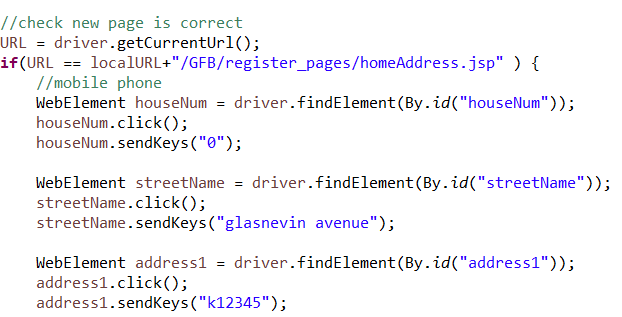 //check new page is correct
URL = driver.getCurrentUrl();
if(URL == localURL+"/GFB/register_pages/homeAddress.jsp" ) {
    //mobile phone
    WebElement houseNum = driver.findElement(By.id("houseNum"));
    houseNum.click();
    houseNum.sendKeys("0");

    WebElement streetName = driver.findElement(By.id("streetName"));
    streetName.click();
    streetName.sendKeys("glasnevin avenue");

    WebElement address1 = driver.findElement(By.id("address1"));
    address1.click();
    address1.sendKeys("k12345");